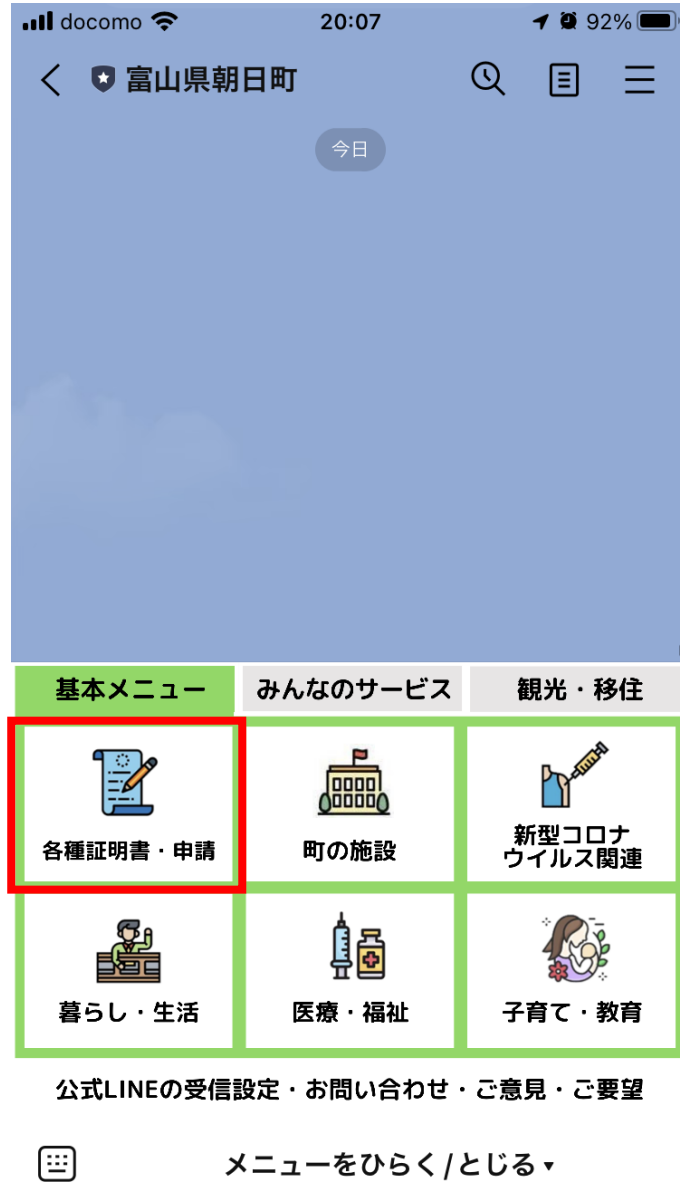 docomo 20:07 92%
富山県朝日町
今日
基本メニュー みんなのサービス 観光・移住
各種証明書・申請 町の施設 新型コロナ
ウイルス関連
暮らし・生活 医療・福祉 子育て・教育
公式LINEの受信設定・お問い合わせ・ご意見・ご要望
メニューをひらく/とじる▼